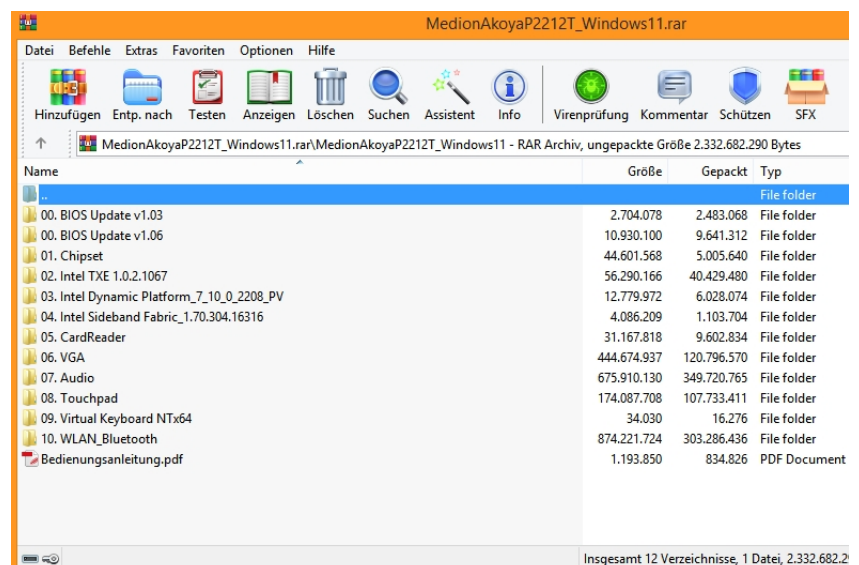 MedionAkoyaP2212T_Windows11.rar
Datei Befehle Extras Favoriten Optionen Hilfe
Hinzufügen Entp. nach Testen Anzeigen Löschen Suchen Assistent Info Virenprüfung Kommentar Schützen SFX
MedionAkoyaP2212T_Windows11.rar\MedionAkoyaP2212T_Windows11 - RAR Archiv, ungepackte Größe 2.332.682.290 Bytes
Name Größe Gepackt Typ
.. File folder
00. BIOS Update v1.03 2.704.078 2.483.068 File folder
00. BIOS Update v1.06 10.930.100 9.641.312 File folder
01. Chipset 44.601.568 5.005.640 File folder
02. Intel TXE 1.0.2.1067 56.290.166 40.429.480 File folder
03. Intel Dynamic Platform_7_10_0_2208_PV 12.779.972 6.028.074 File folder
04. Intel Sideband Fabric_1.70.304.16316 4.086.209 1.103.704 File folder
05. CardReader 31.167.818 9.602.834 File folder
06. VGA 444.674.937 120.796.570 File folder
07. Audio 675.910.130 349.720.765 File folder
08. Touchpad 174.087.708 107.733.411 File folder
09. Virtual Keyboard NTx64 34.030 16.276 File folder
10. WLAN_Bluetooth 874.221.724 303.286.436 File folder
Bedienungsanleitung.pdf 1.193.850 834.826 PDF Document
Insgesamt 12 Verzeichnisse, 1 Datei, 2.332.682.2